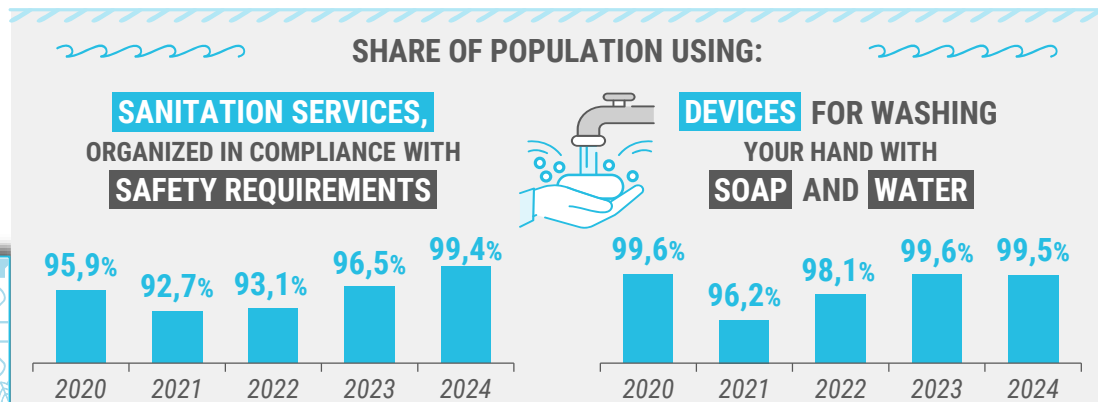 SHARE OF POPULATION USING:
SANITATION SERVICES,
ORGANIZED IN COMPLIANCE WITH
SAFETY REQUIREMENTS
95,9%
92,7%
93,1%
96,5%
99,4%
2020
2021
2022
2023
2024
DEVICES FOR WASHING
YOUR HAND WITH
SOAP AND WATER
99,6%
96,2%
98,1%
99,6%
99,5%
2020
2021
2022
2023
2024